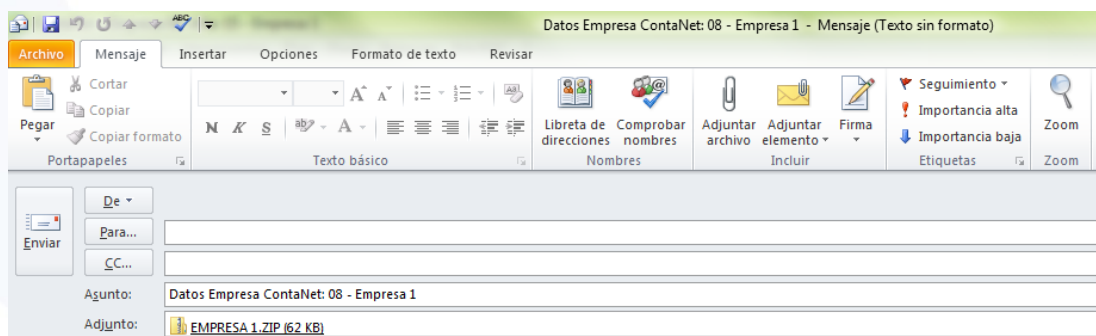 ABC
Datos Empresa ContaNet: 08 - Empresa 1 - Mensaje (Texto sin formato)
Archivo Mensaje Insertar Opciones Formato de texto Revisar
Pegar
Cortar
Copiar
Copiar formato
Portapapeles
N K S A
Texto básico
Libreta de direcciones
Comprobar nombres
Nombres
Adjuntar archivo
Adjuntar elemento
Firma
Incluir
Seguimiento
Importancia alta
Importancia baja
Etiquetas
Zoom
Zoom
Enviar
De
Para...
CC...
Asunto: Datos Empresa ContaNet: 08 - Empresa 1
Adjunto: EMPRESA 1.ZIP (62 KB)